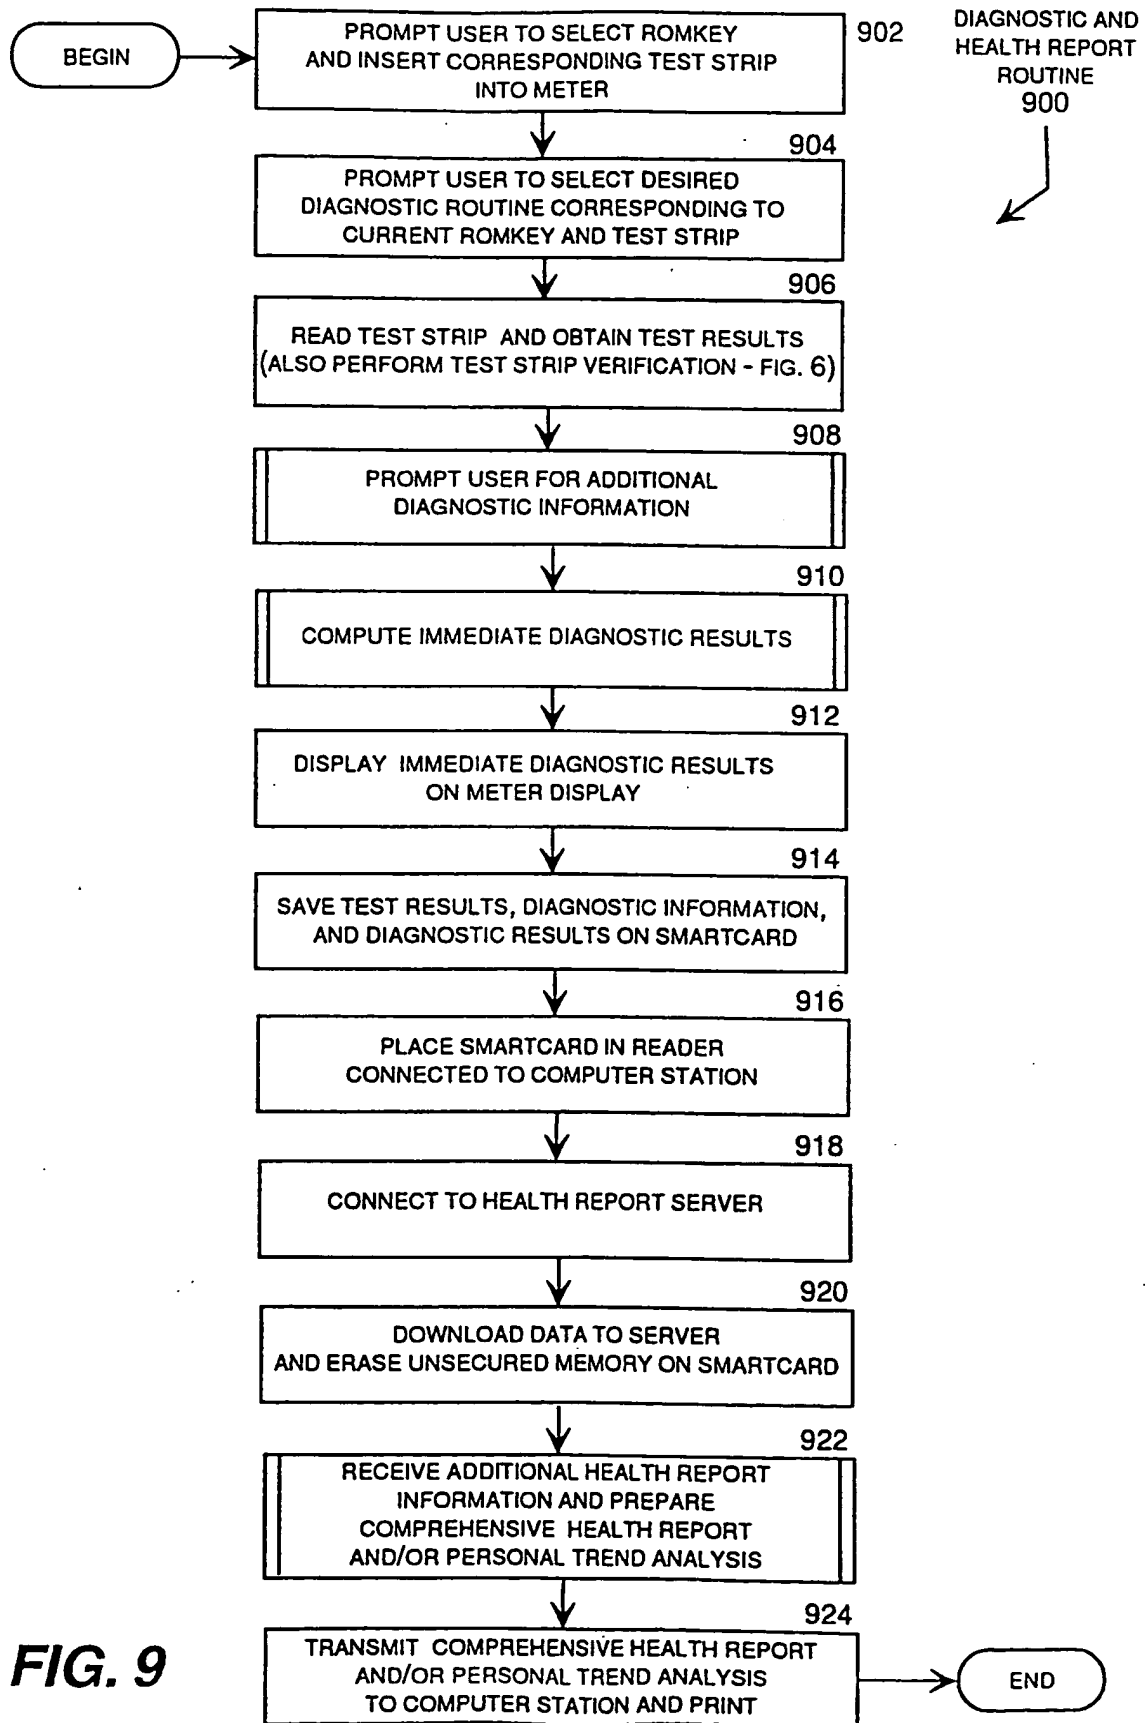 BEGIN
PROMPT USER TO SELECT ROMKEY
AND INSERT CORRESPONDING TEST STRIP
INTO METER
902
DIAGNOSTIC AND
HEALTH REPORT
ROUTINE
900
904
PROMPT USER TO SELECT DESIRED
DIAGNOSTIC ROUTINE CORRESPONDING TO
CURRENT ROMKEY AND TEST STRIP
906
READ TEST STRIP AND OBTAIN TEST RESULTS
(ALSO PERFORM TEST STRIP VERIFICATION - FIG. 6)
908
PROMPT USER FOR ADDITIONAL
DIAGNOSTIC INFORMATION
910
COMPUTE IMMEDIATE DIAGNOSTIC RESULTS
912
DISPLAY IMMEDIATE DIAGNOSTIC RESULTS
ON METER DISPLAY
914
SAVE TEST RESULTS, DIAGNOSTIC INFORMATION,
AND DIAGNOSTIC RESULTS ON SMARTCARD
916
PLACE SMARTCARD IN READER
CONNECTED TO COMPUTER STATION
918
CONNECT TO HEALTH REPORT SERVER
920
DOWNLOAD DATA TO SERVER
AND ERASE UNSECURED MEMORY ON SMARTCARD
922
RECEIVE ADDITIONAL HEALTH REPORT
INFORMATION AND PREPARE
COMPREHENSIVE HEALTH REPORT
AND/OR PERSONAL TREND ANALYSIS
924
TRANSMIT COMPREHENSIVE HEALTH REPORT
AND/OR PERSONAL TREND ANALYSIS
TO COMPUTER STATION AND PRINT
END
FIG. 9